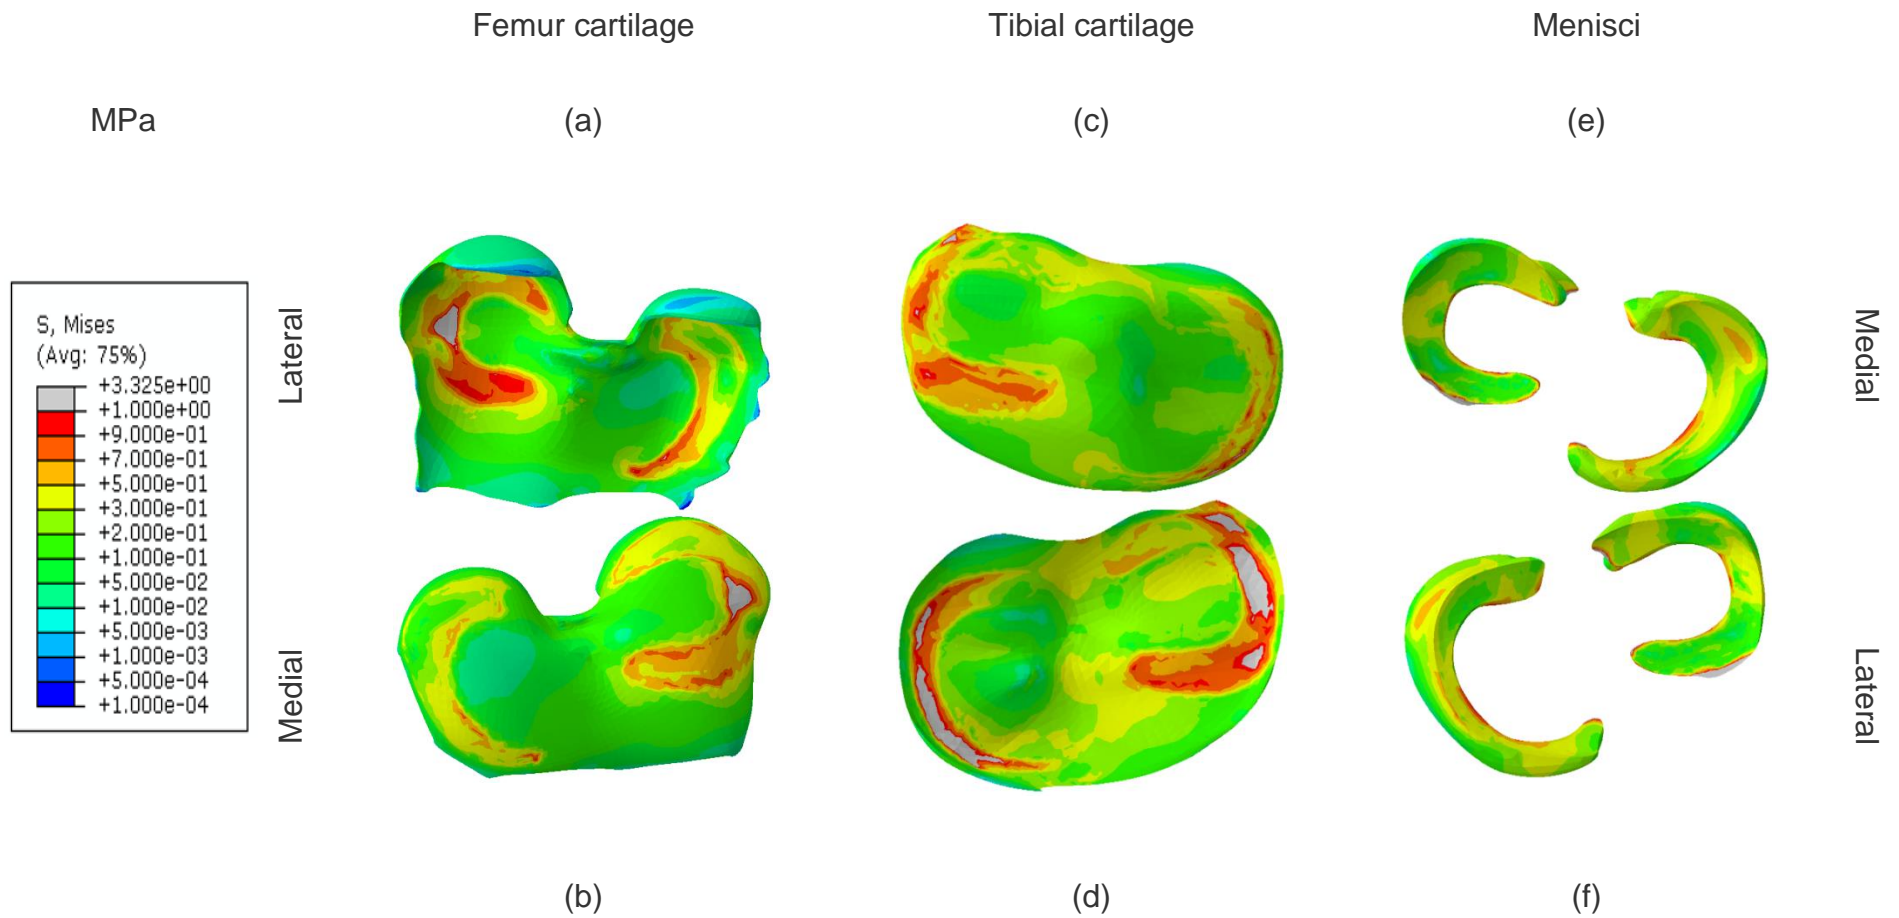 Femur cartilage
Tibial cartilage
Menisci
MPa
(a)
(c)
(e)
S, Mises
(Avg: 75%)
+3.325e+00
+1.000e+00
+9.000e-01
+7.000e-01
+5.000e-01
+3.000e-01
+2.000e-01
+1.000e-01
+5.000e-02
+1.000e-02
+5.000e-03
+1.000e-03
+5.000e-04
+1.000e-04
Lateral
Medial
Medial
Lateral
(b)
(d)
(f)